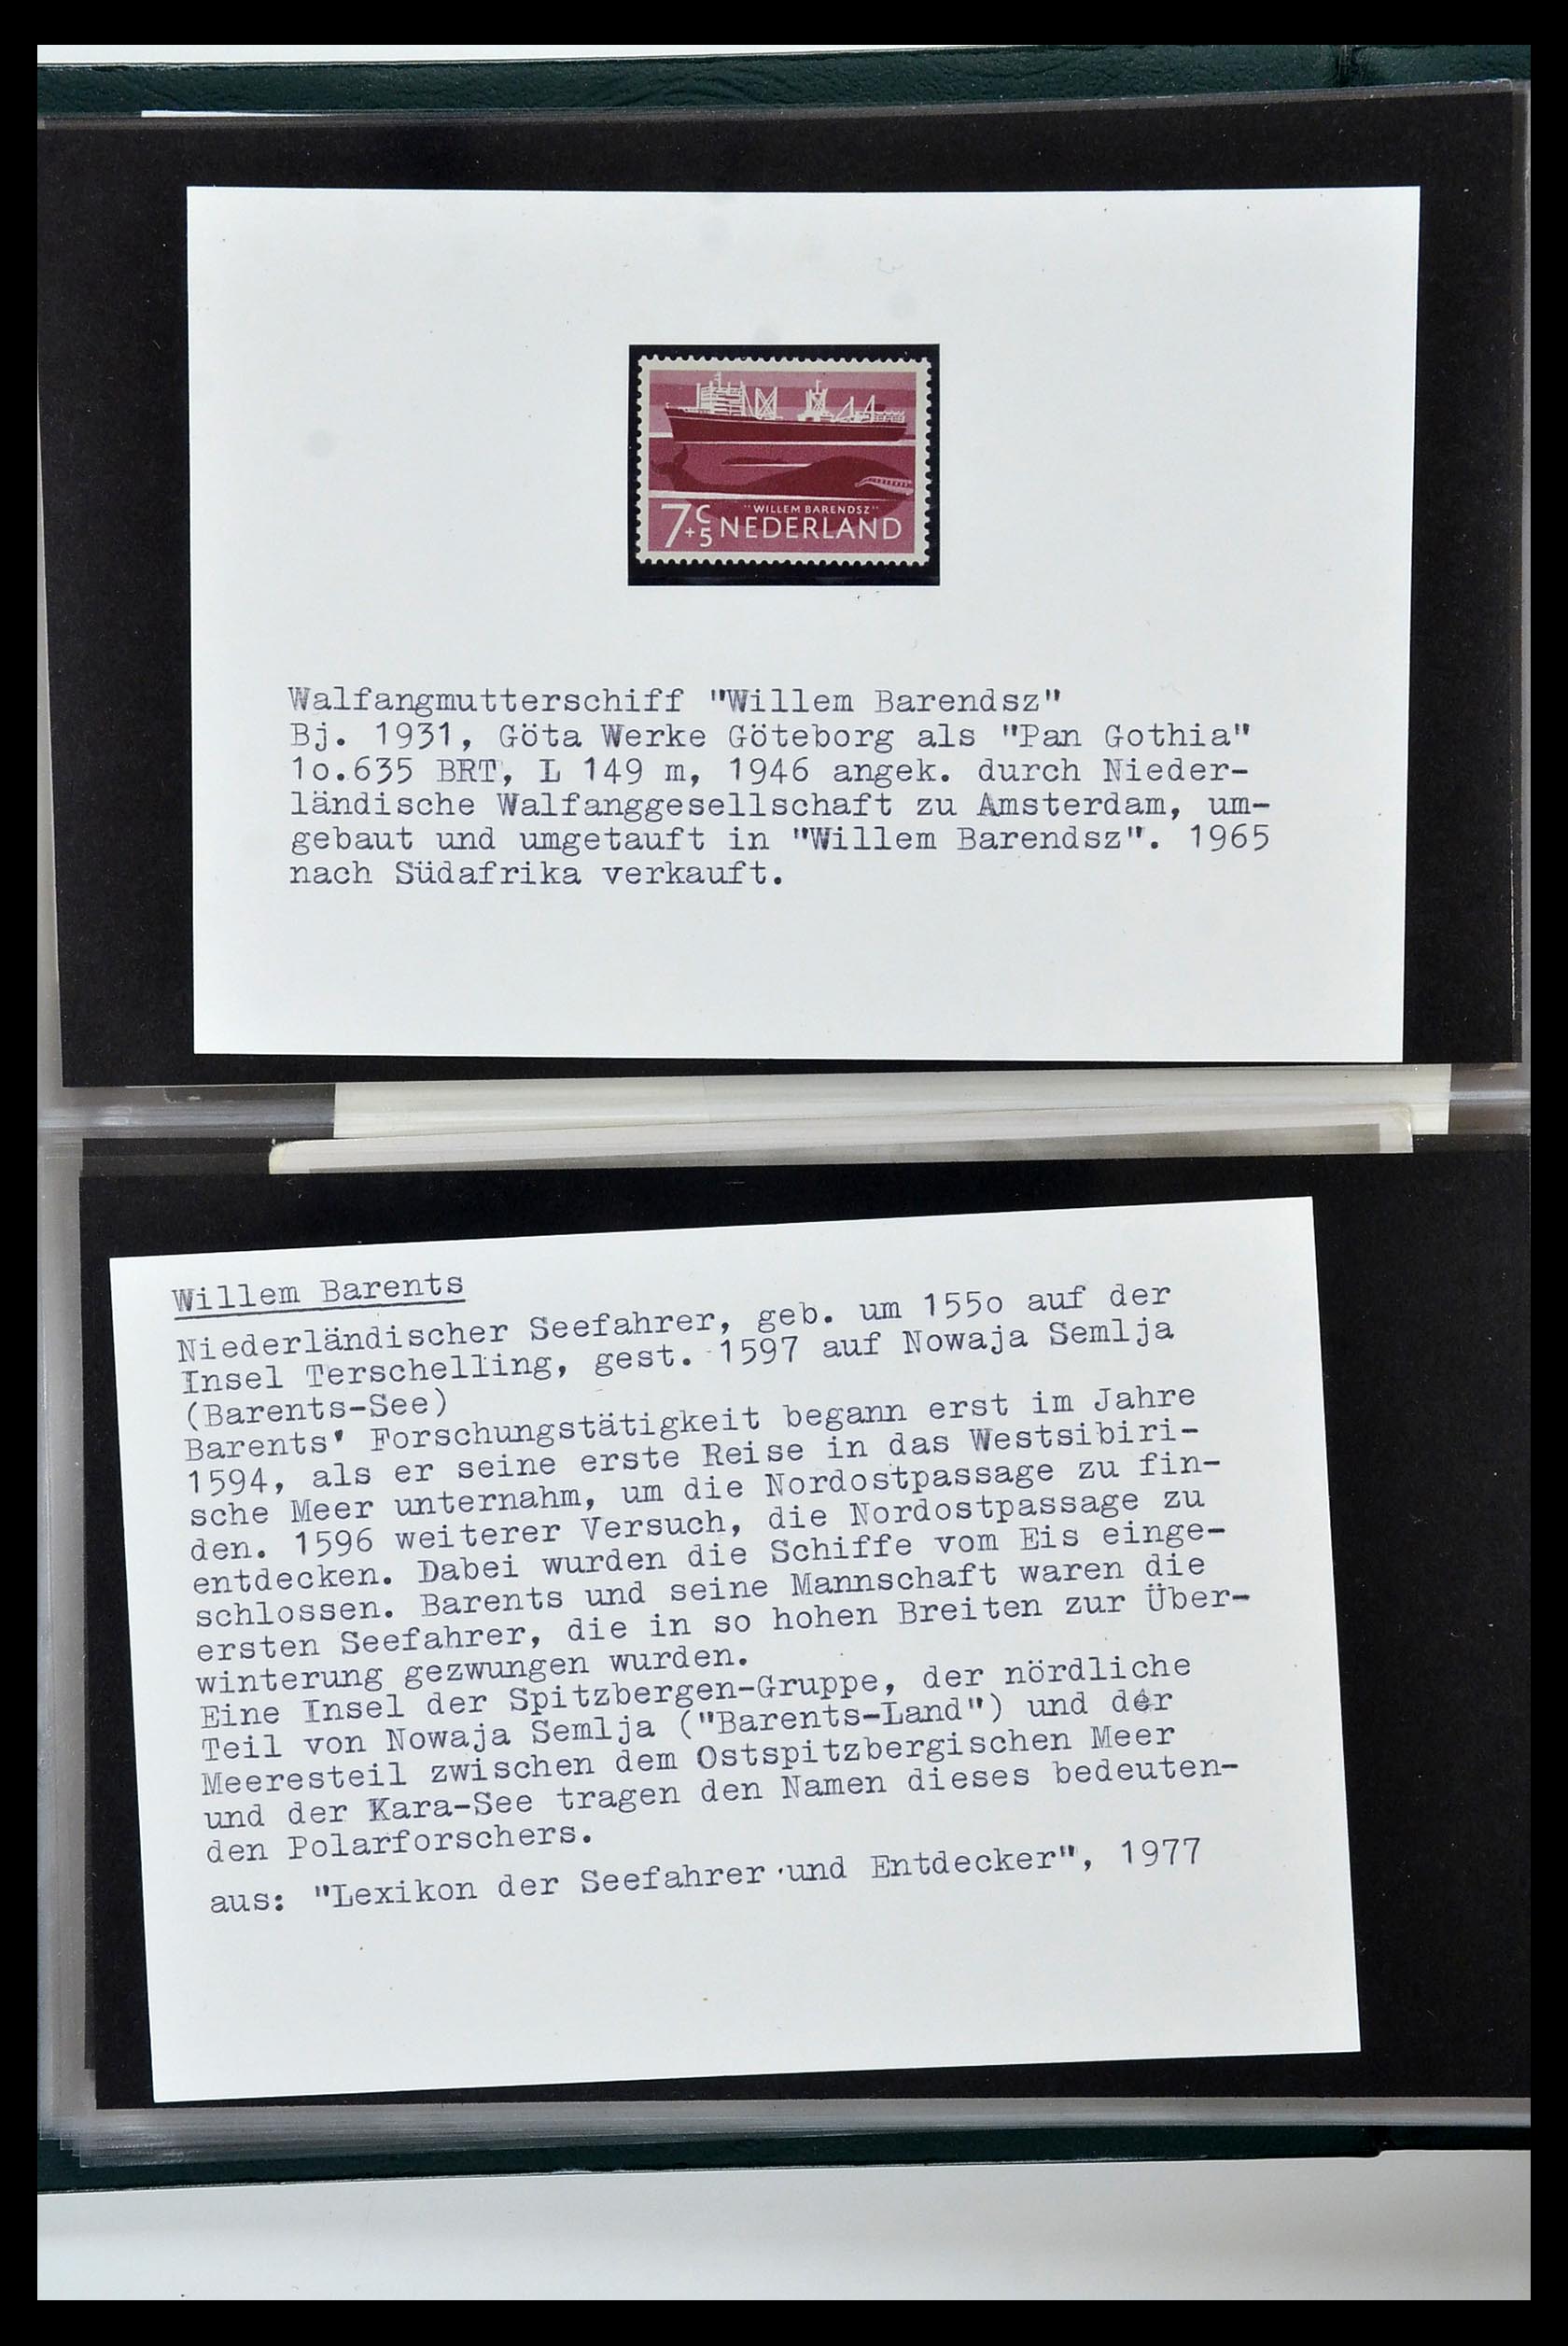 "WILLEM BARENDSZ"
7+5 C NEDERLAND
Walfangmutterschiff "Willem Barendsz"
Bj. 1931, Göta Werke Göteborg als "Pan Gothia"
1o.635 BRT, L 149 m, 1946 angek. durch Nieder-
ländische Walfanggesellschaft zu Amsterdam, um-
gebaut und umgetauft in "Willem Barendsz". 1965
nach Südafrika verkauft.
Willem Barents
Niederländischer Seefahrer, geb. um 155o auf der
Insel Terschelling, gest. 1597 auf Nowaja Semlja
(Barents-See)
Barents' Forschungstätigkeit begann erst im Jahre
1594, als er seine erste Reise in das Westsibiri-
sche Meer unternahm, um die Nordostpassage zu fin-
den. 1596 weiterer Versuch, die Nordostpassage zu
entdecken. Dabei wurden die Schiffe vom Eis einge-
schlossen. Barents und seine Mannschaft waren die
ersten Seefahrer, die in so hohen Breiten zur Über-
winterung gezwungen wurden.
Eine Insel der Spitzbergen-Gruppe, der nördliche
Teil von Nowaja Semlja ("Barents-Land") und der
Meeresteil zwischen dem Ostspitzbergischen Meer
und der Kara-See tragen den Namen dieses bedeuten-
den Polarforschers.
aus: "Lexikon der Seefahrer und Entdecker", 1977